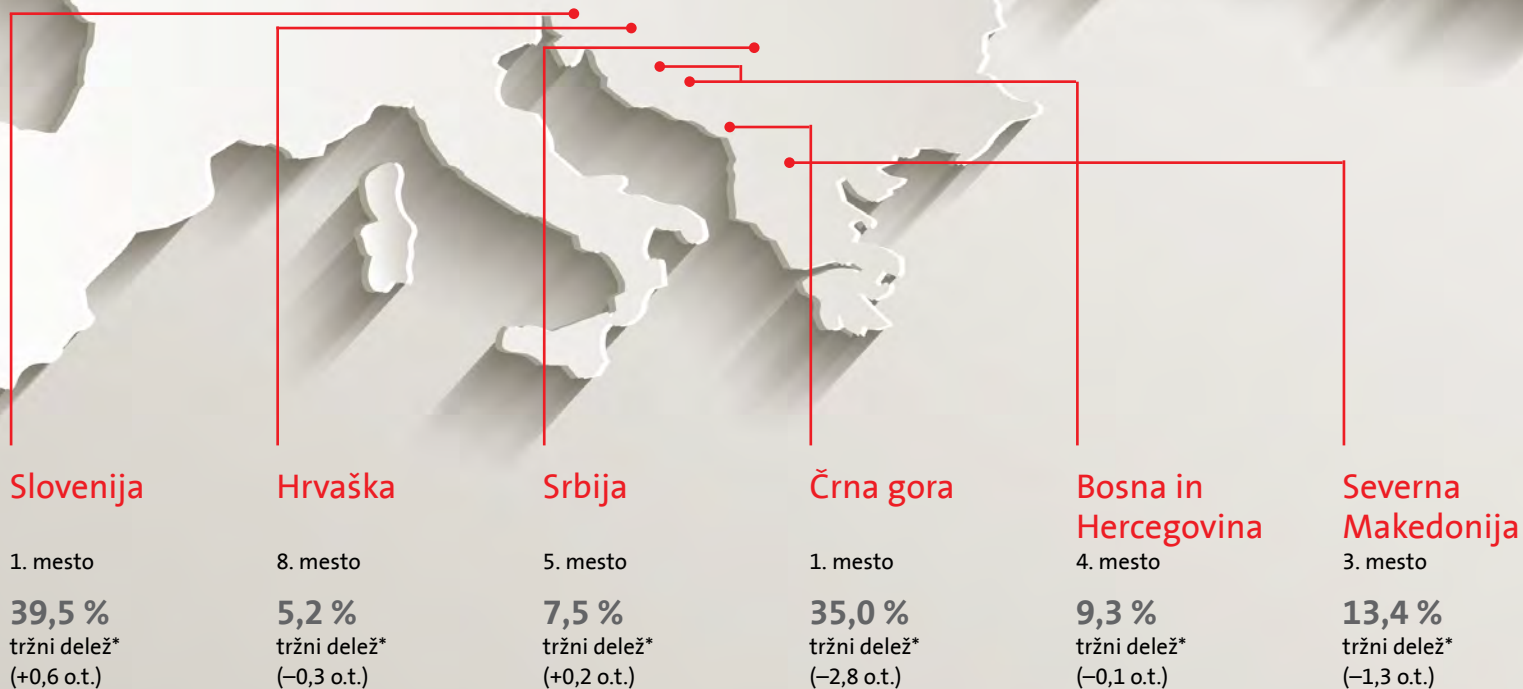 Slovenija
1. mesto
39,5 %
tržni delež*
(+0,6 o.t.)
Hrvaška
8. mesto
5,2 %
tržni delež*
(–0,3 o.t.)
Srbija
5. mesto
7,5 %
tržni delež*
(+0,2 o.t.)
Črna gora
1. mesto
35,0 %
tržni delež*
(–2,8 o.t.)
Bosna in
Hercegovina
4. mesto
9,3 %
tržni delež*
(–0,1 o.t.)
Severna
Makedonija
3. mesto
13,4 %
tržni delež*
(–1,3 o.t.)